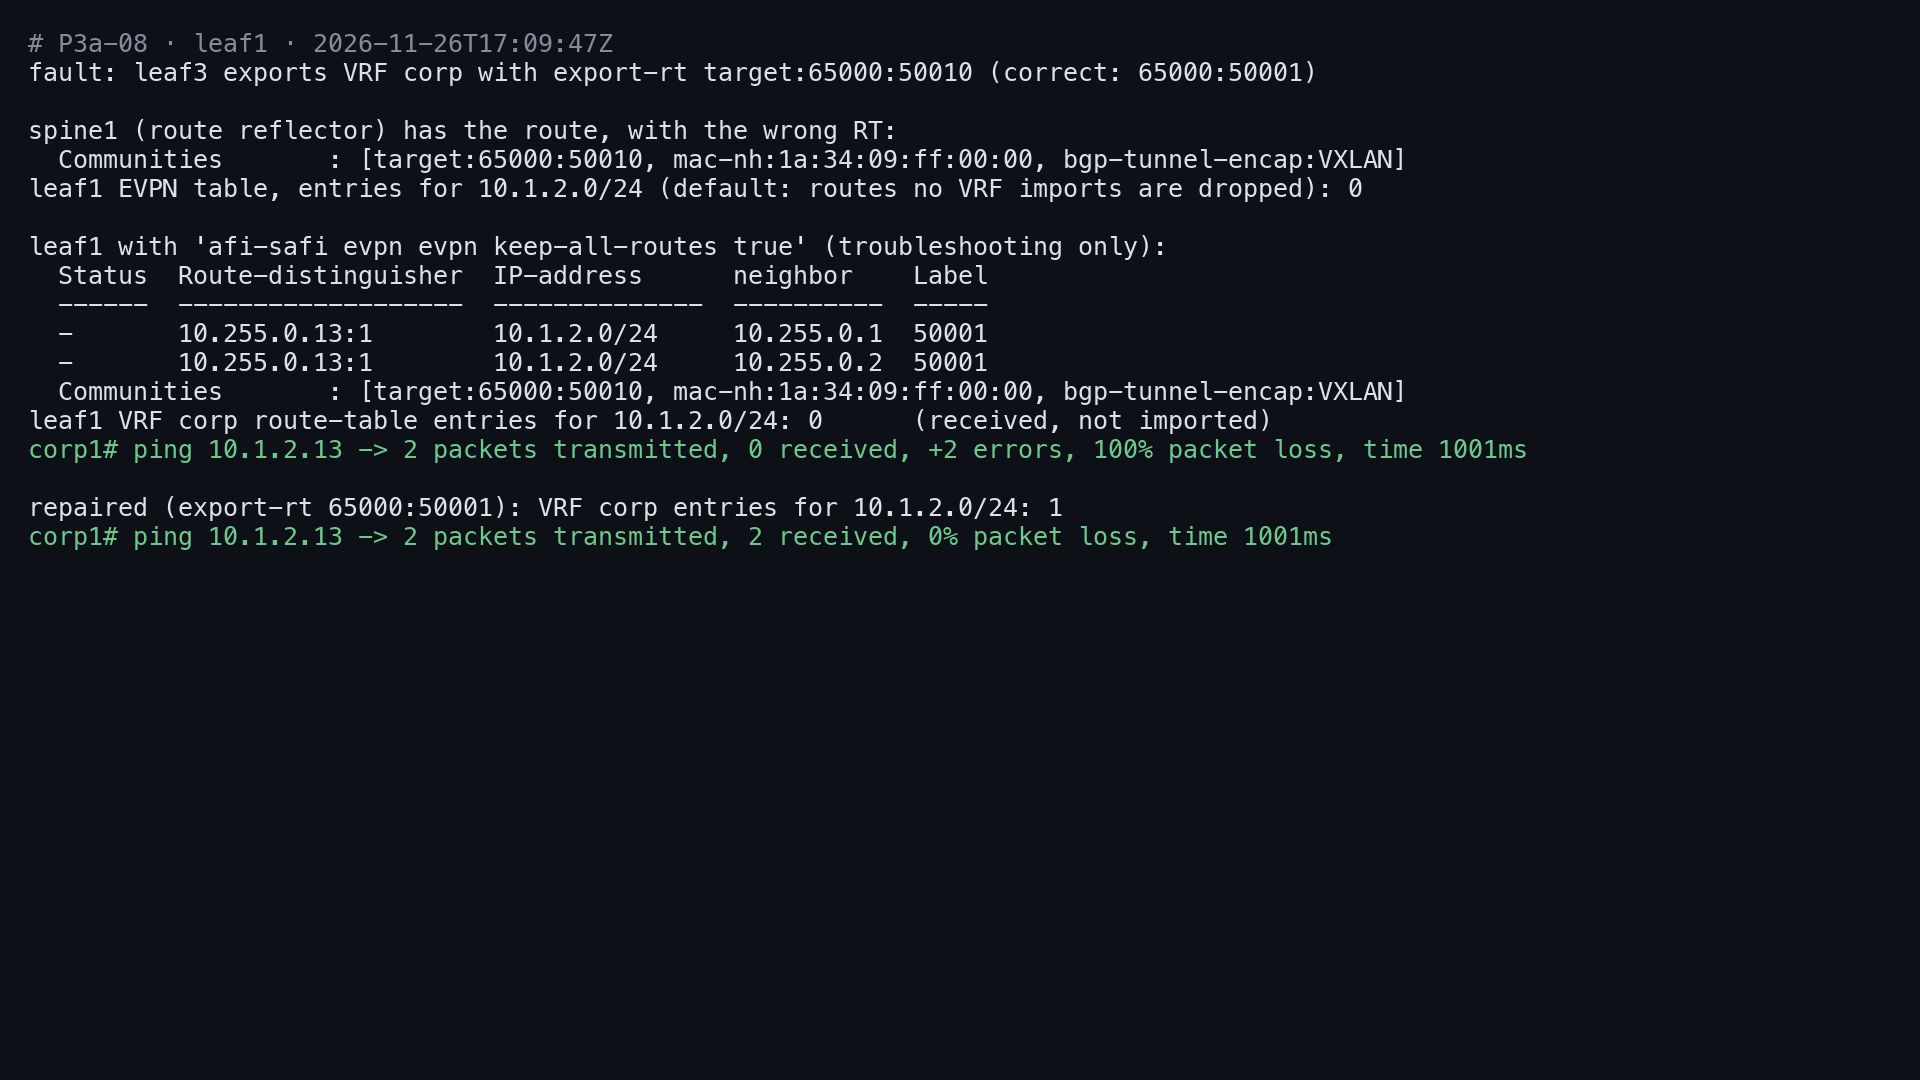 # P3a-08 · leaf1 · 2026-11-26T17:09:47Z
fault: leaf3 exports VRF corp with export-rt target:65000:50010 (correct: 65000:50001)
spine1 (route reflector) has the route, with the wrong RT:
  Communities       : [target:65000:50010, mac-nh:1a:34:09:ff:00:00, bgp-tunnel-encap:VXLAN]
leaf1 EVPN table, entries for 10.1.2.0/24 (default: routes no VRF imports are dropped): 0
leaf1 with 'afi-safi evpn evpn keep-all-routes true' (troubleshooting only):
  Status  Route-distinguisher  IP-address      neighbor    Label
  ------  -------------------  --------------  ----------  -----
  -       10.255.0.13:1        10.1.2.0/24     10.255.0.1  50001
  -       10.255.0.13:1        10.1.2.0/24     10.255.0.2  50001
  Communities       : [target:65000:50010, mac-nh:1a:34:09:ff:00:00, bgp-tunnel-encap:VXLAN]
leaf1 VRF corp route-table entries for 10.1.2.0/24: 0      (received, not imported)
corp1# ping 10.1.2.13 -> 2 packets transmitted, 0 received, +2 errors, 100% packet loss, time 1001ms
repaired (export-rt 65000:50001): VRF corp entries for 10.1.2.0/24: 1
corp1# ping 10.1.2.13 -> 2 packets transmitted, 2 received, 0% packet loss, time 1001ms